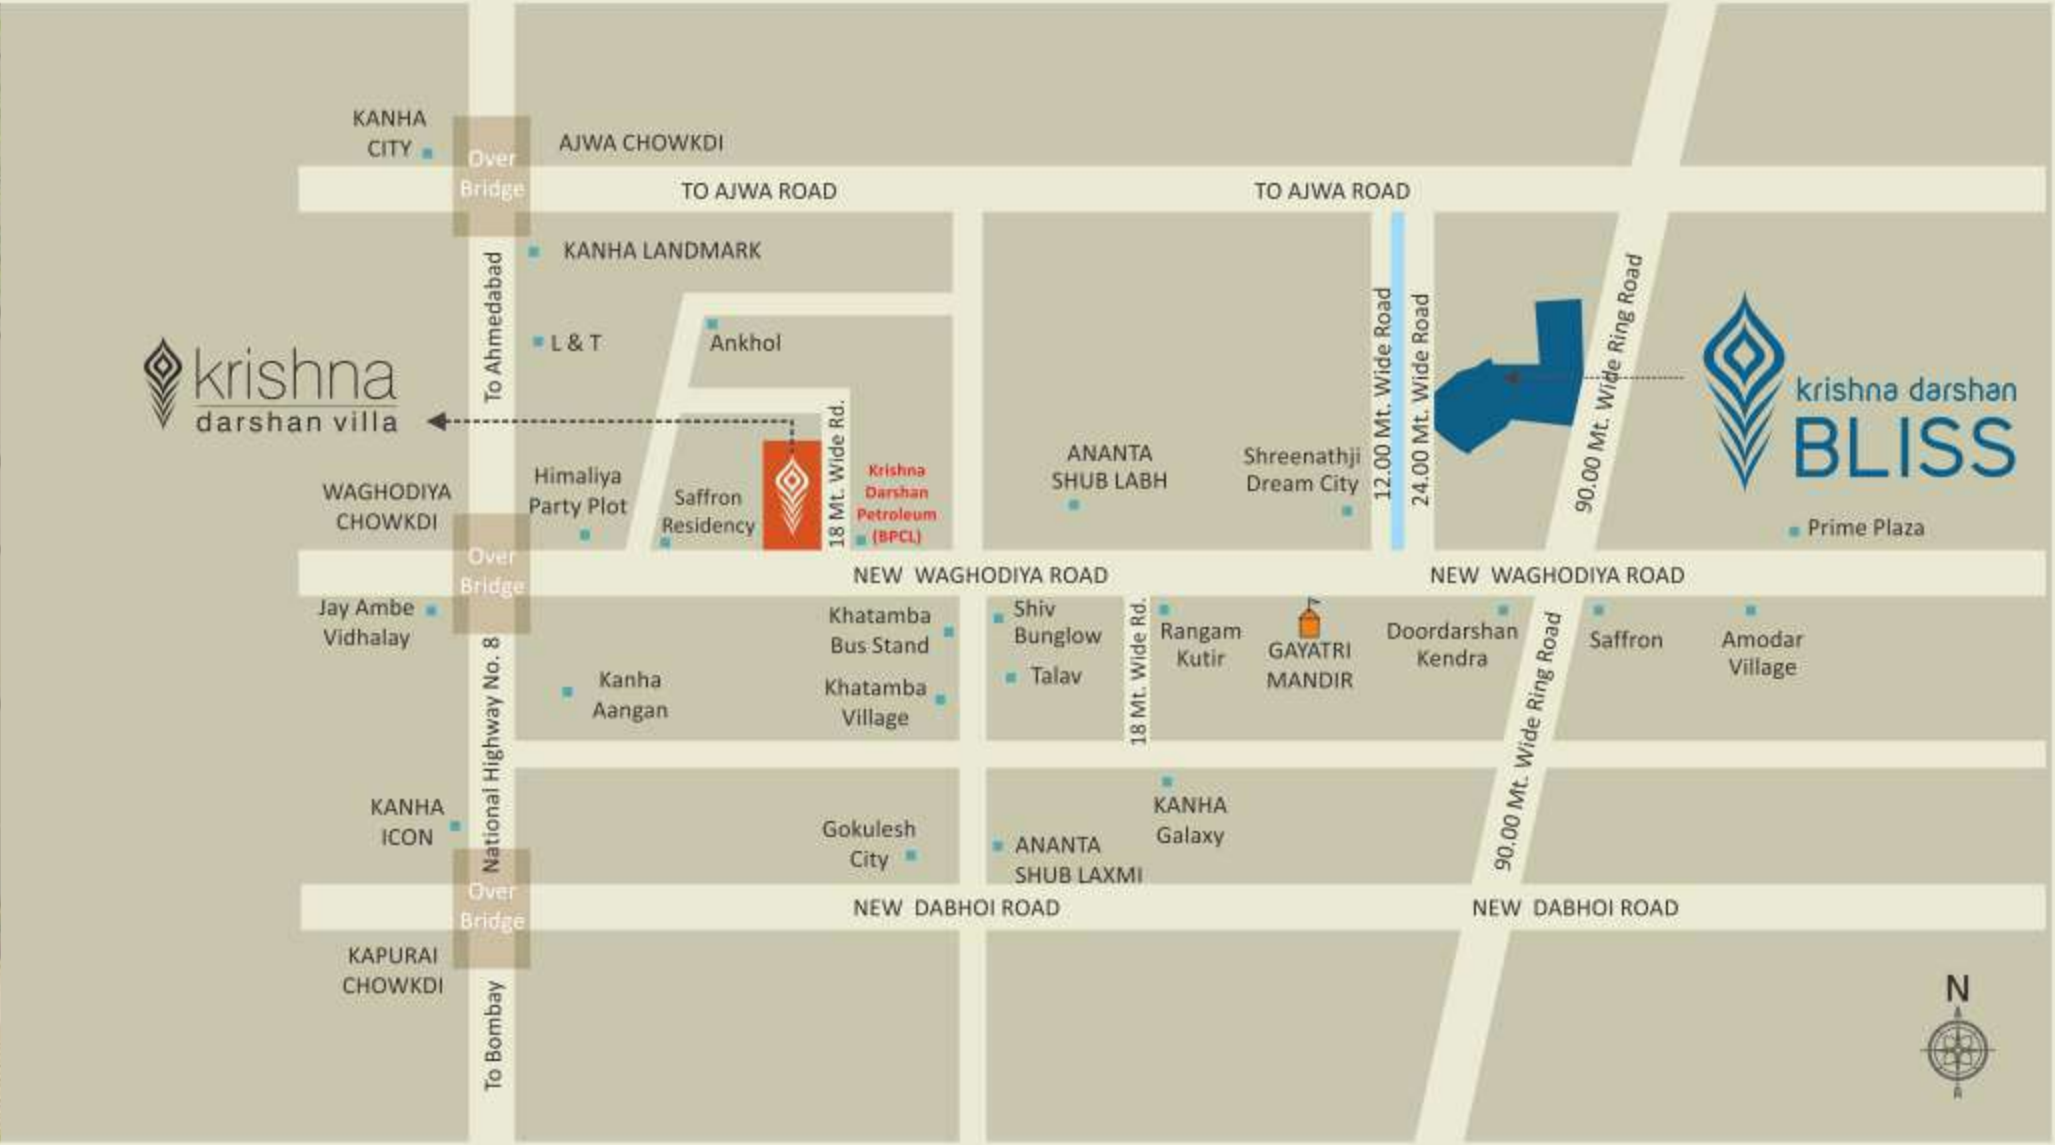 KANHA
CITY
Over
Bridge
AJWA CHOWKDI
TO AJWA ROAD
TO AJWA ROAD
KANHA LANDMARK
To Ahmedabad
L & T
Ankhol
krishna
darshan villa
18 Mt. Wide Rd.
12.00 Mt. Wide Road
24.00 Mt. Wide Road
90.00 Mt. Wide Ring Road
krishna darshan
BLISS
WAGHODIYA
CHOWKDI
Himaliya
Party Plot
Saffron
Residency
Krishna
Darshan
Petroleum
(BPCL)
ANANTA
SHUB LABH
Shreenathji
Dream City
Prime Plaza
Over
Bridge
NEW WAGHODIYA ROAD
NEW WAGHODIYA ROAD
Jay Ambe
Vidhalay
National Highway No. 8
Kanha
Aangan
Khatamba
Bus Stand
Khatamba
Village
Shiv
Bunglow
Talav
18 Mt. Wide Rd.
Rangam
Kutir
GAYATRI
MANDIR
Doordarshan
Kendra
90.00 Mt. Wide Ring Road
Saffron
Amodar
Village
KANHA
ICON
Gokulesh
City
ANANTA
SHUB LAXMI
KANHA
Galaxy
Over
Bridge
NEW DABHOI ROAD
NEW DABHOI ROAD
KAPURAI
CHOWKDI
To Bombay
N